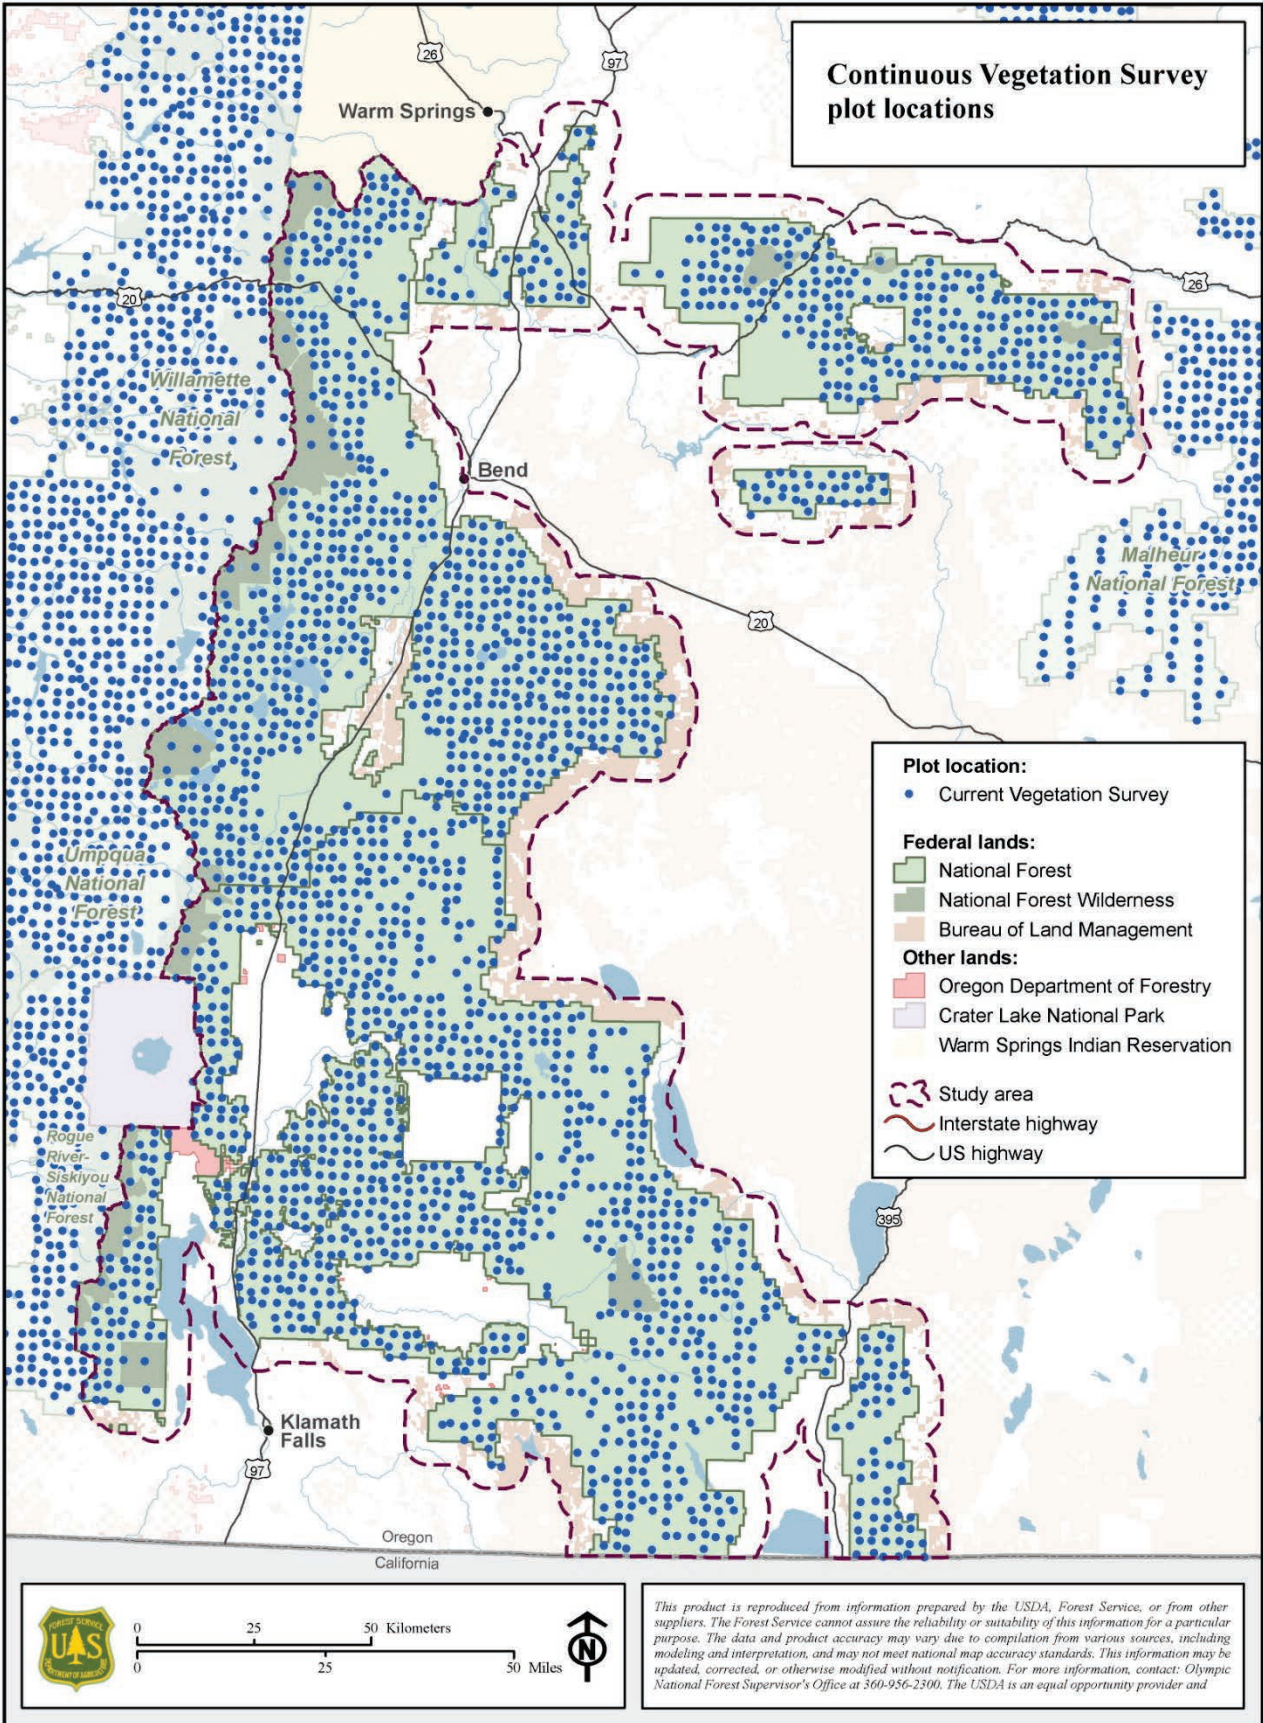 Continuous Vegetation Survey
plot locations
26
97
Warm Springs
20
26
Willamette
National
Forest
Bend
Malheur
National Forest
20
Plot location:
Current Vegetation Survey
Federal lands:
National Forest
National Forest Wilderness
Bureau of Land Management
Other lands:
Oregon Department of Forestry
Crater Lake National Park
Warm Springs Indian Reservation
Study area
Interstate highway
US highway
Umpqua
National
Forest
Rogue
River-
Siskiyou
National
Forest
395
Klamath
Falls
97
Oregon
California
FOREST SERVICE
U S
DEPARTMENT OF AGRICULTURE
0 25 50 Kilometers
0 25 50 Miles
N
This product is reproduced from information prepared by the USDA, Forest Service, or from other
suppliers. The Forest Service cannot assure the reliability or suitability of this information for a particular
purpose. The data and product accuracy may vary due to compilation from various sources, including
modeling and interpretation, and may not meet national map accuracy standards. This information may be
updated, corrected, or otherwise modified without notification. For more information, contact: Olympic
National Forest Supervisor's Office at 360-956-2300. The USDA is an equal opportunity provider and